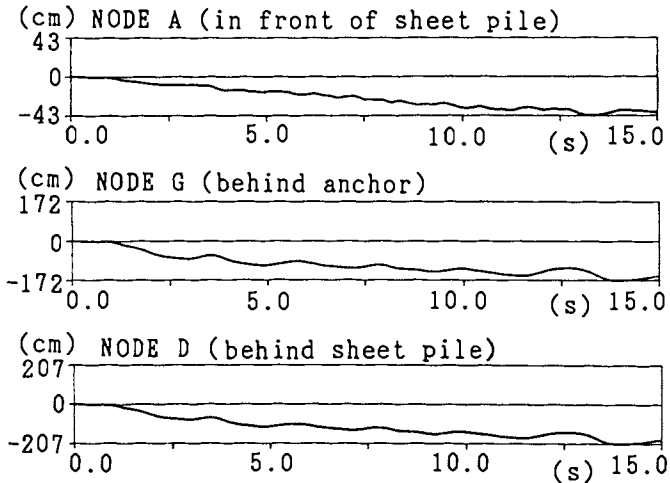 (cm) NODE A (in front of sheet pile)
43
0
-43
0.0 5.0 10.0 (s) 15.0
(cm) NODE G (behind anchor)
172
0
-172
0.0 5.0 10.0 (s) 15.0
(cm) NODE D (behind sheet pile)
207
0
-207
0.0 5.0 10.0 (s) 15.0